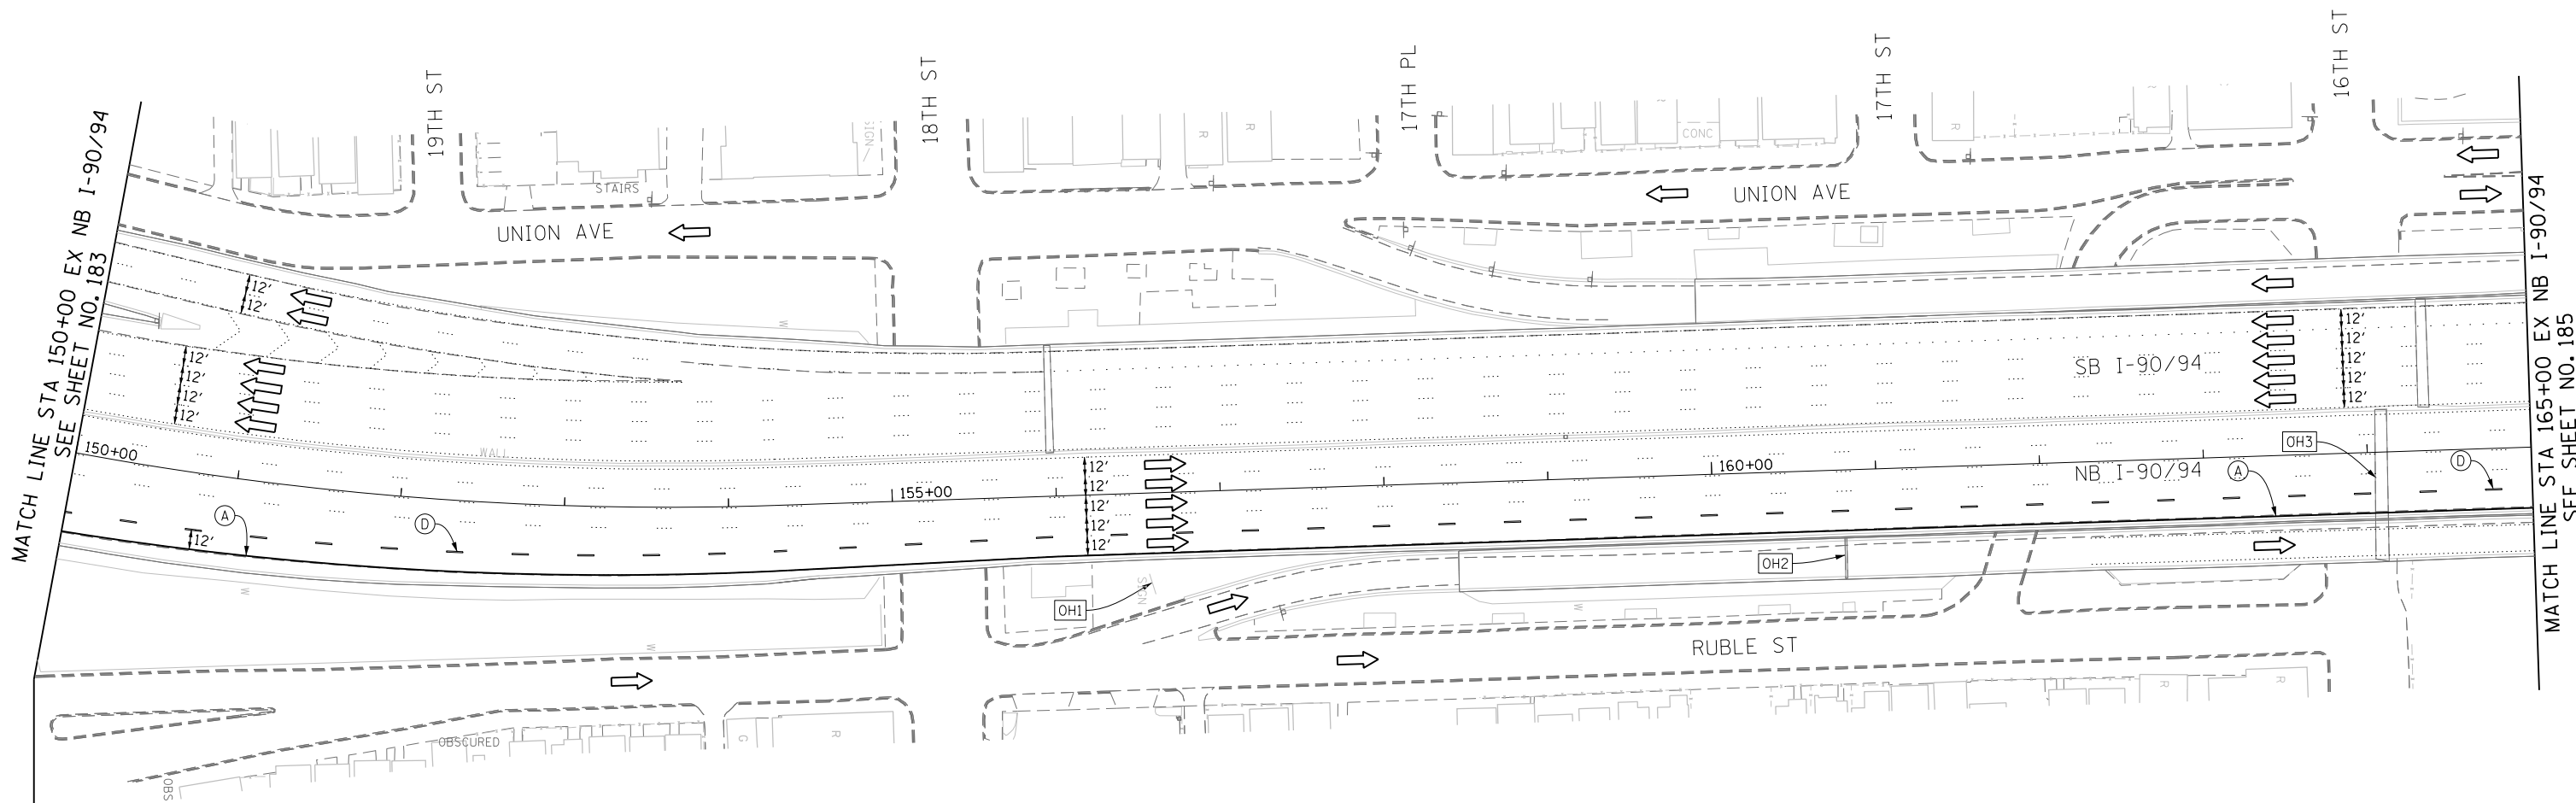 19TH ST
18TH ST
17TH PL
17TH ST
16TH ST
MATCH LINE STA 150+00 EX NB I-90/94
SEE SHEET NO. 183
SIGN
R
R
CONC
R
STAIRS
UNION AVE
UNION AVE
12'
12'
W
12'
12'
12'
12'
SB I-90/94
12'
12'
12'
12'
12'
WALL
150+00
155+00
160+00
NB I-90/94
12'
12'
12'
12'
12'
12'
A
D
A
D
OH3
OH2
OH1
SIGN
W
W
W
RUBLE ST
MATCH LINE STA 165+00 EX NB I-90/94
SEE SHEET NO. 185
OBSCURED
OBS
G
R
R
R